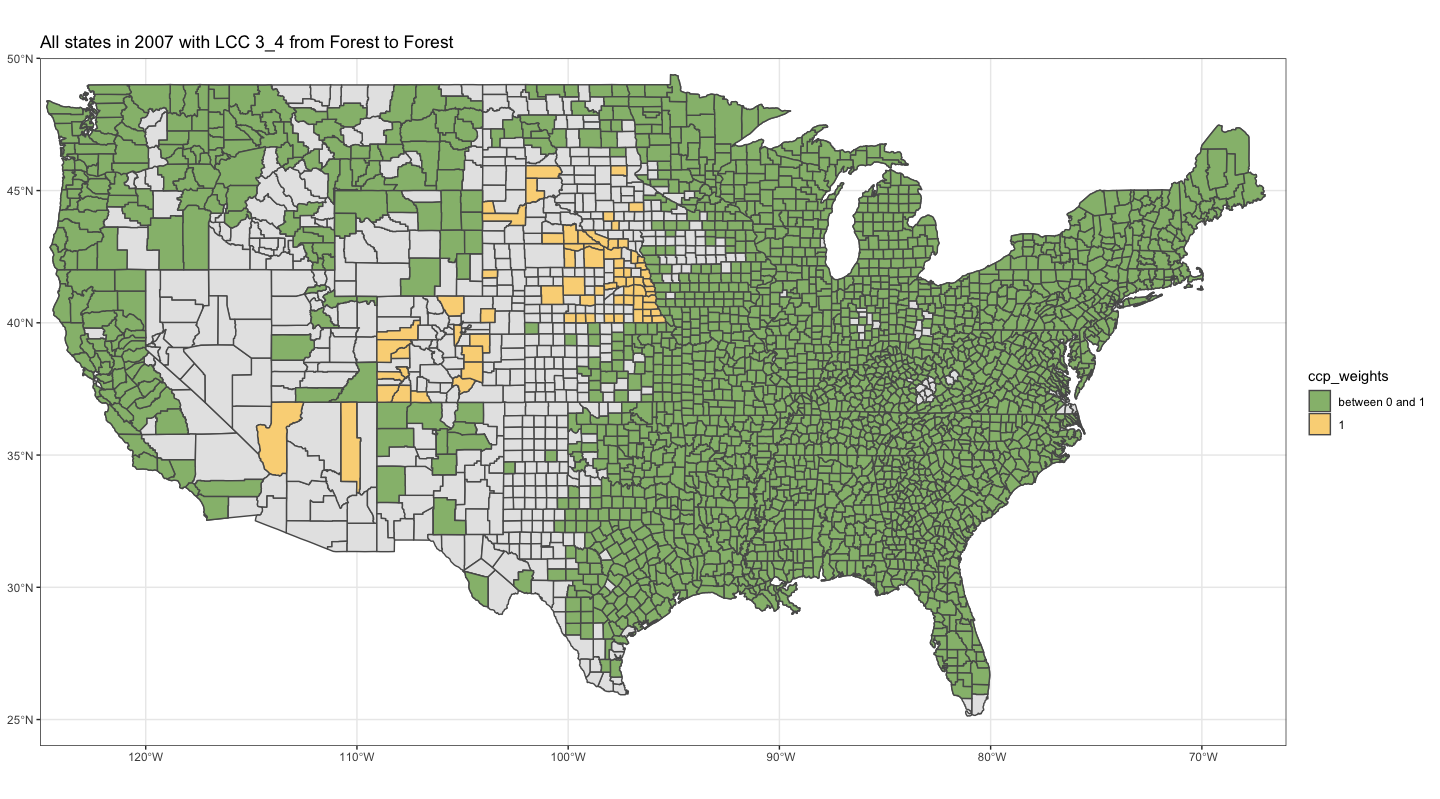 All states in 2007 with LCC 3_4 from Forest to Forest
50°N
45°N
40°N
35°N
30°N
25°N
120°W
110°W
100°W
90°W
80°W
70°W
ccp_weights
between 0 and 1
1